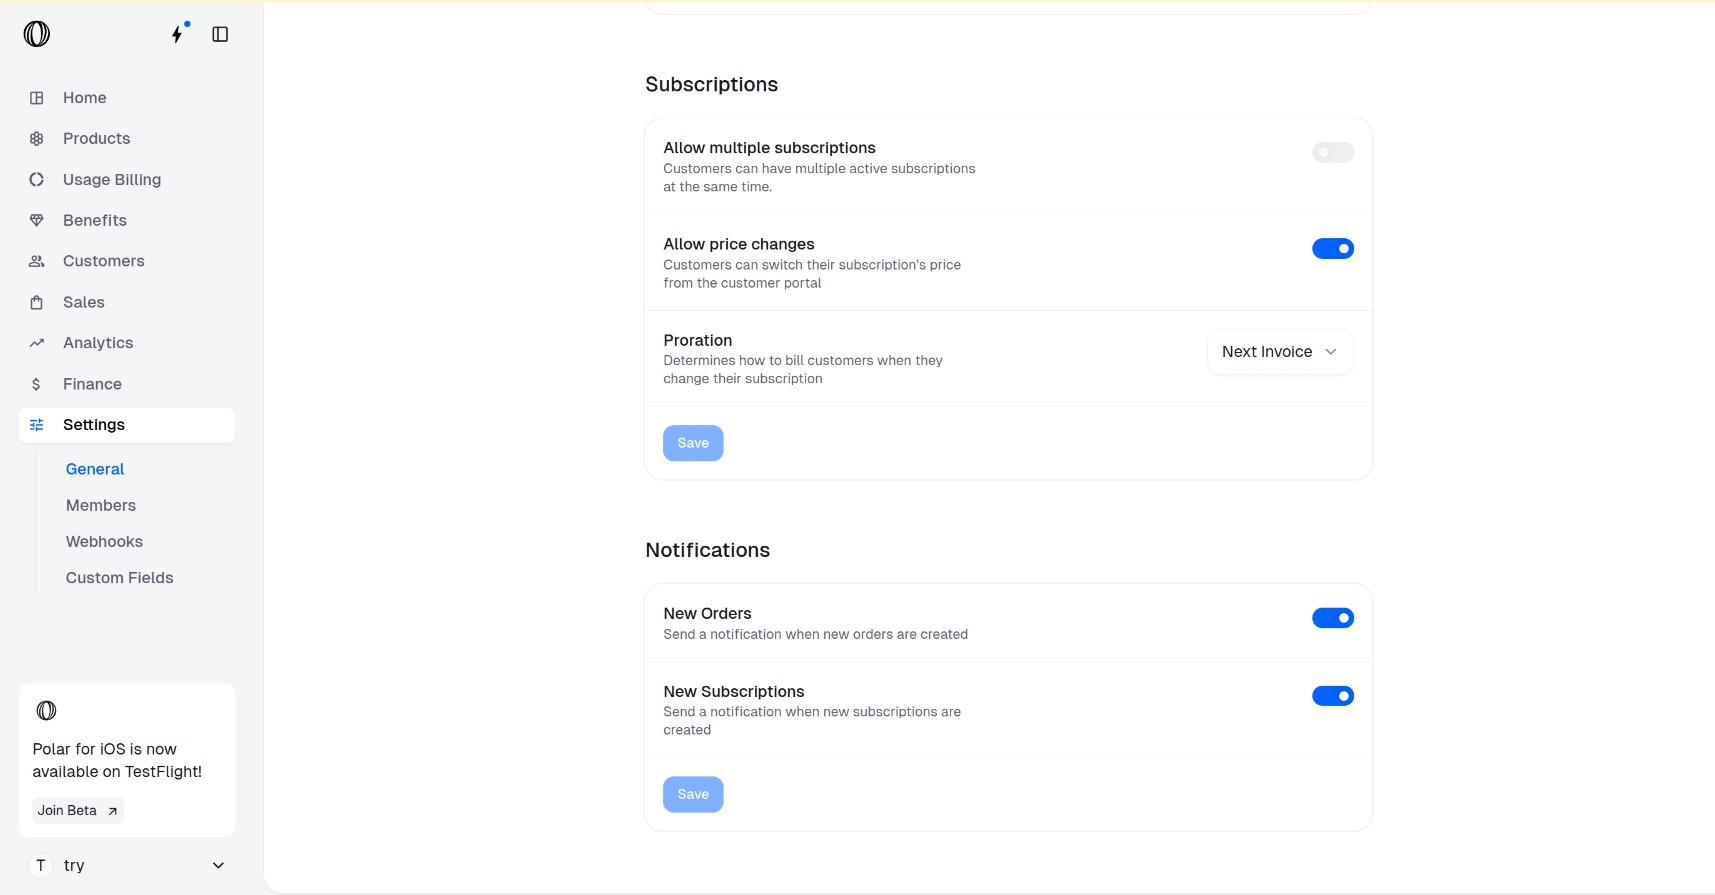 Home
Products
Usage Billing
Benefits
Customers
Sales
Analytics
Finance
Settings
General
Members
Webhooks
Custom Fields
Polar for iOS is now
available on TestFlight!
Join Beta
T try
Subscriptions
Allow multiple subscriptions
Customers can have multiple active subscriptions
at the same time.
Allow price changes
Customers can switch their subscription's price
from the customer portal
Proration
Determines how to bill customers when they
change their subscription
Next Invoice
Save
Notifications
New Orders
Send a notification when new orders are created
New Subscriptions
Send a notification when new subscriptions are
created
Save